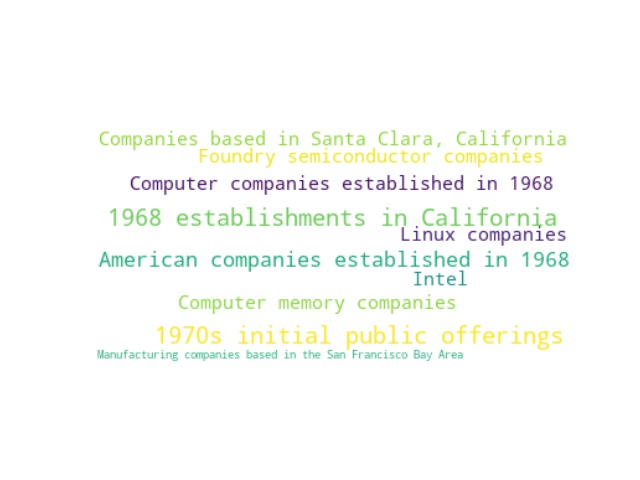 Companies based in Santa Clara, California
Foundry semiconductor companies
Computer companies established in 1968
1968 establishments in California
Linux companies
American companies established in 1968
Intel
Computer memory companies
1970s initial public offerings
Manufacturing companies based in the San Francisco Bay Area